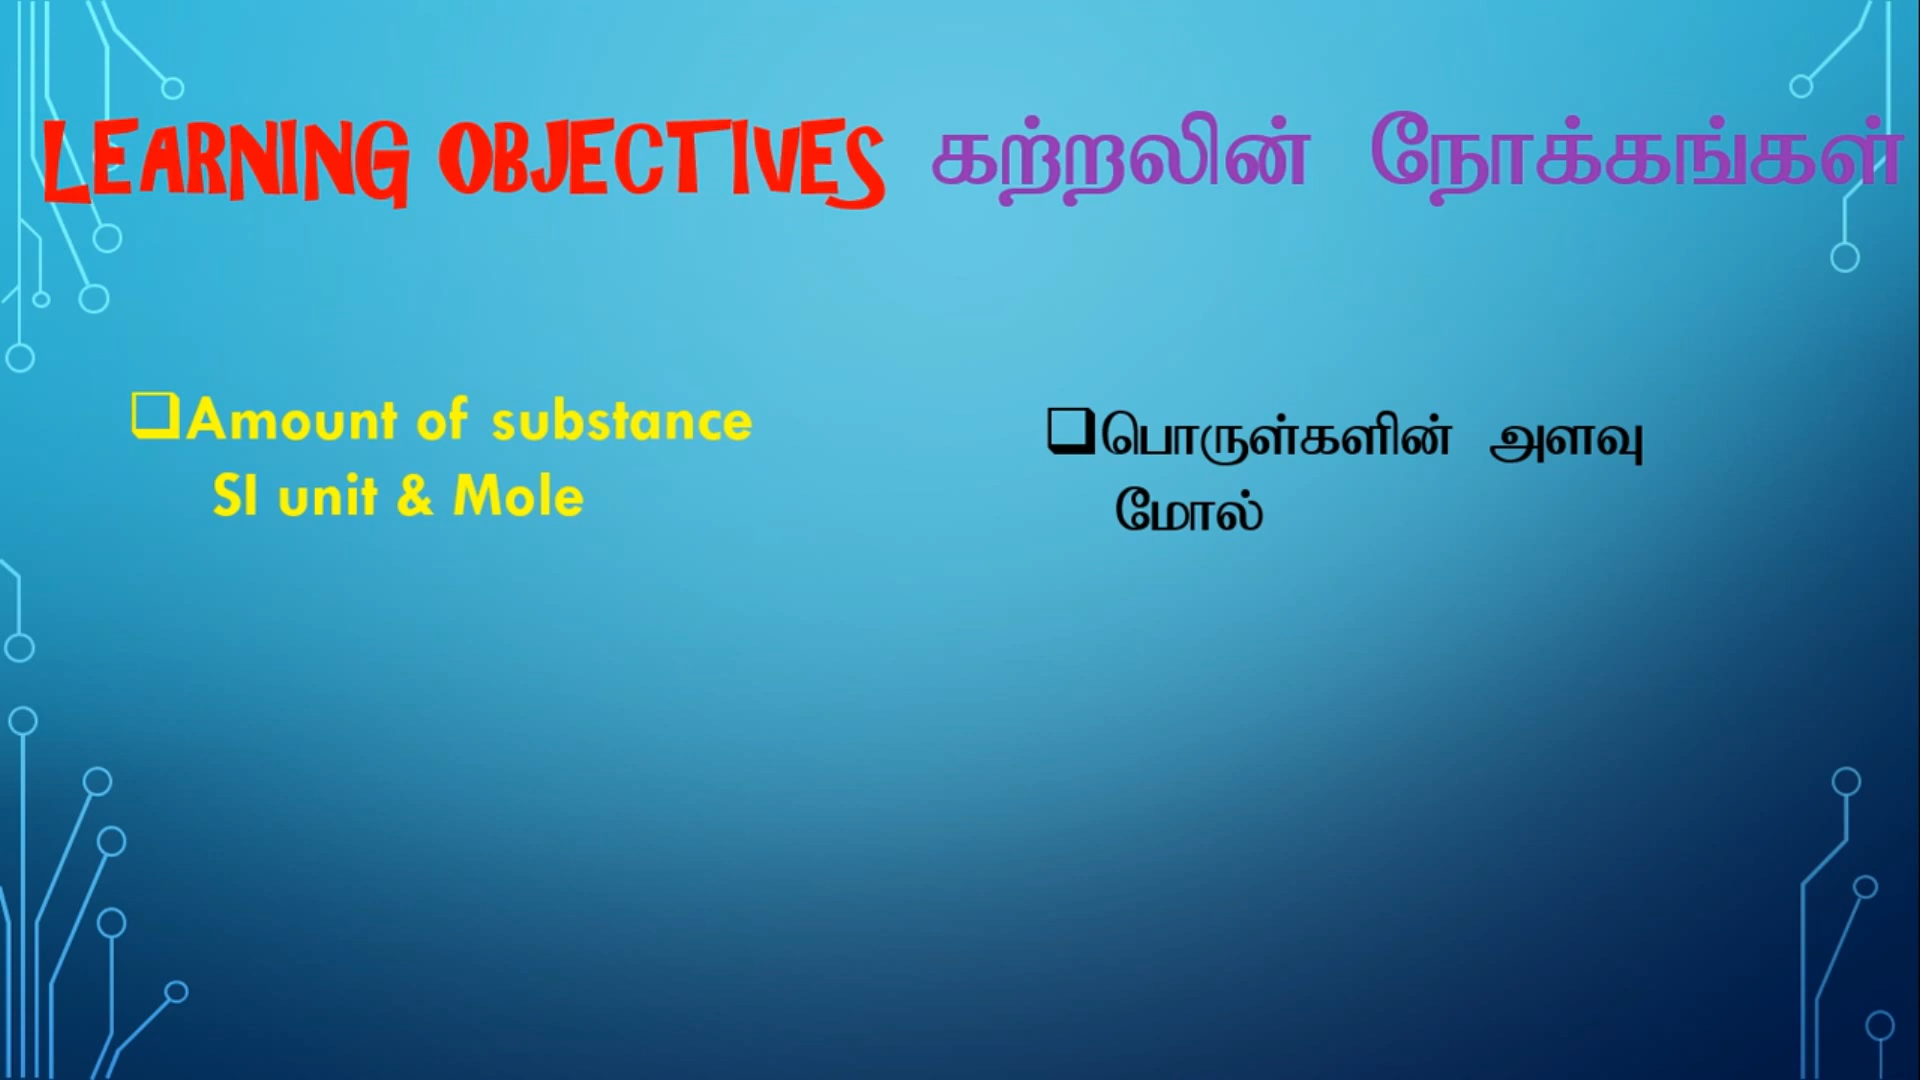 LEARNING OBJECTIVES கற்றலின் நோக்கங்கள்
Amount of substance
SI unit & Mole
பொருள்களின் அளவு
மோல்